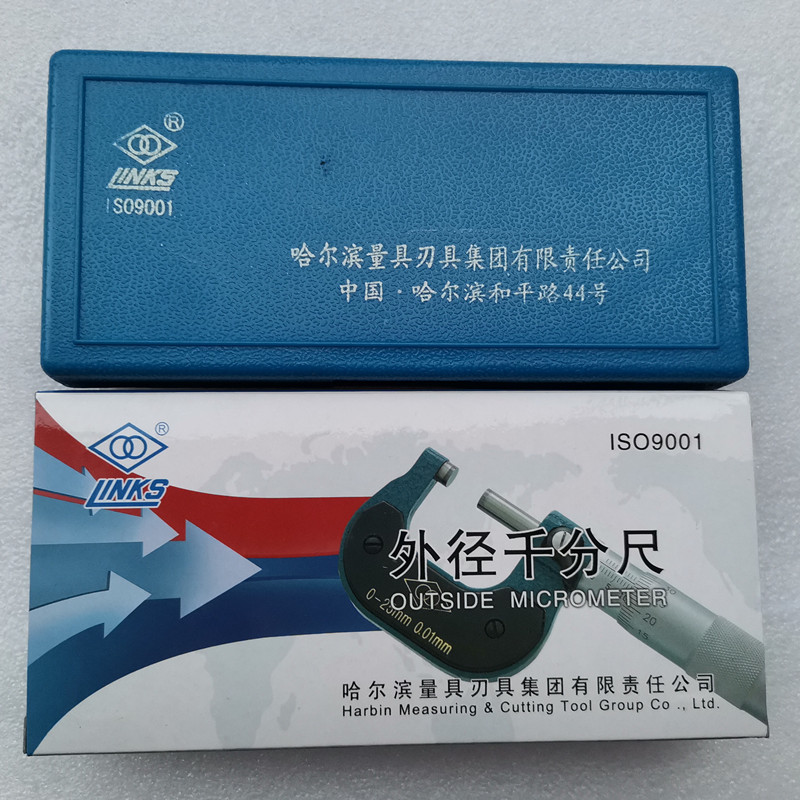 ®
LINKS
ISO9001
哈尔滨量具刃具集团有限责任公司
中国·哈尔滨和平路44号
®
LINKS
ISO9001
外径千分尺
OUTSIDE MICROMETER
0-25mm 0.01mm
20
15
哈尔滨量具刃具集团有限责任公司
Harbin Measuring & Cutting Tool Group Co ., Ltd.